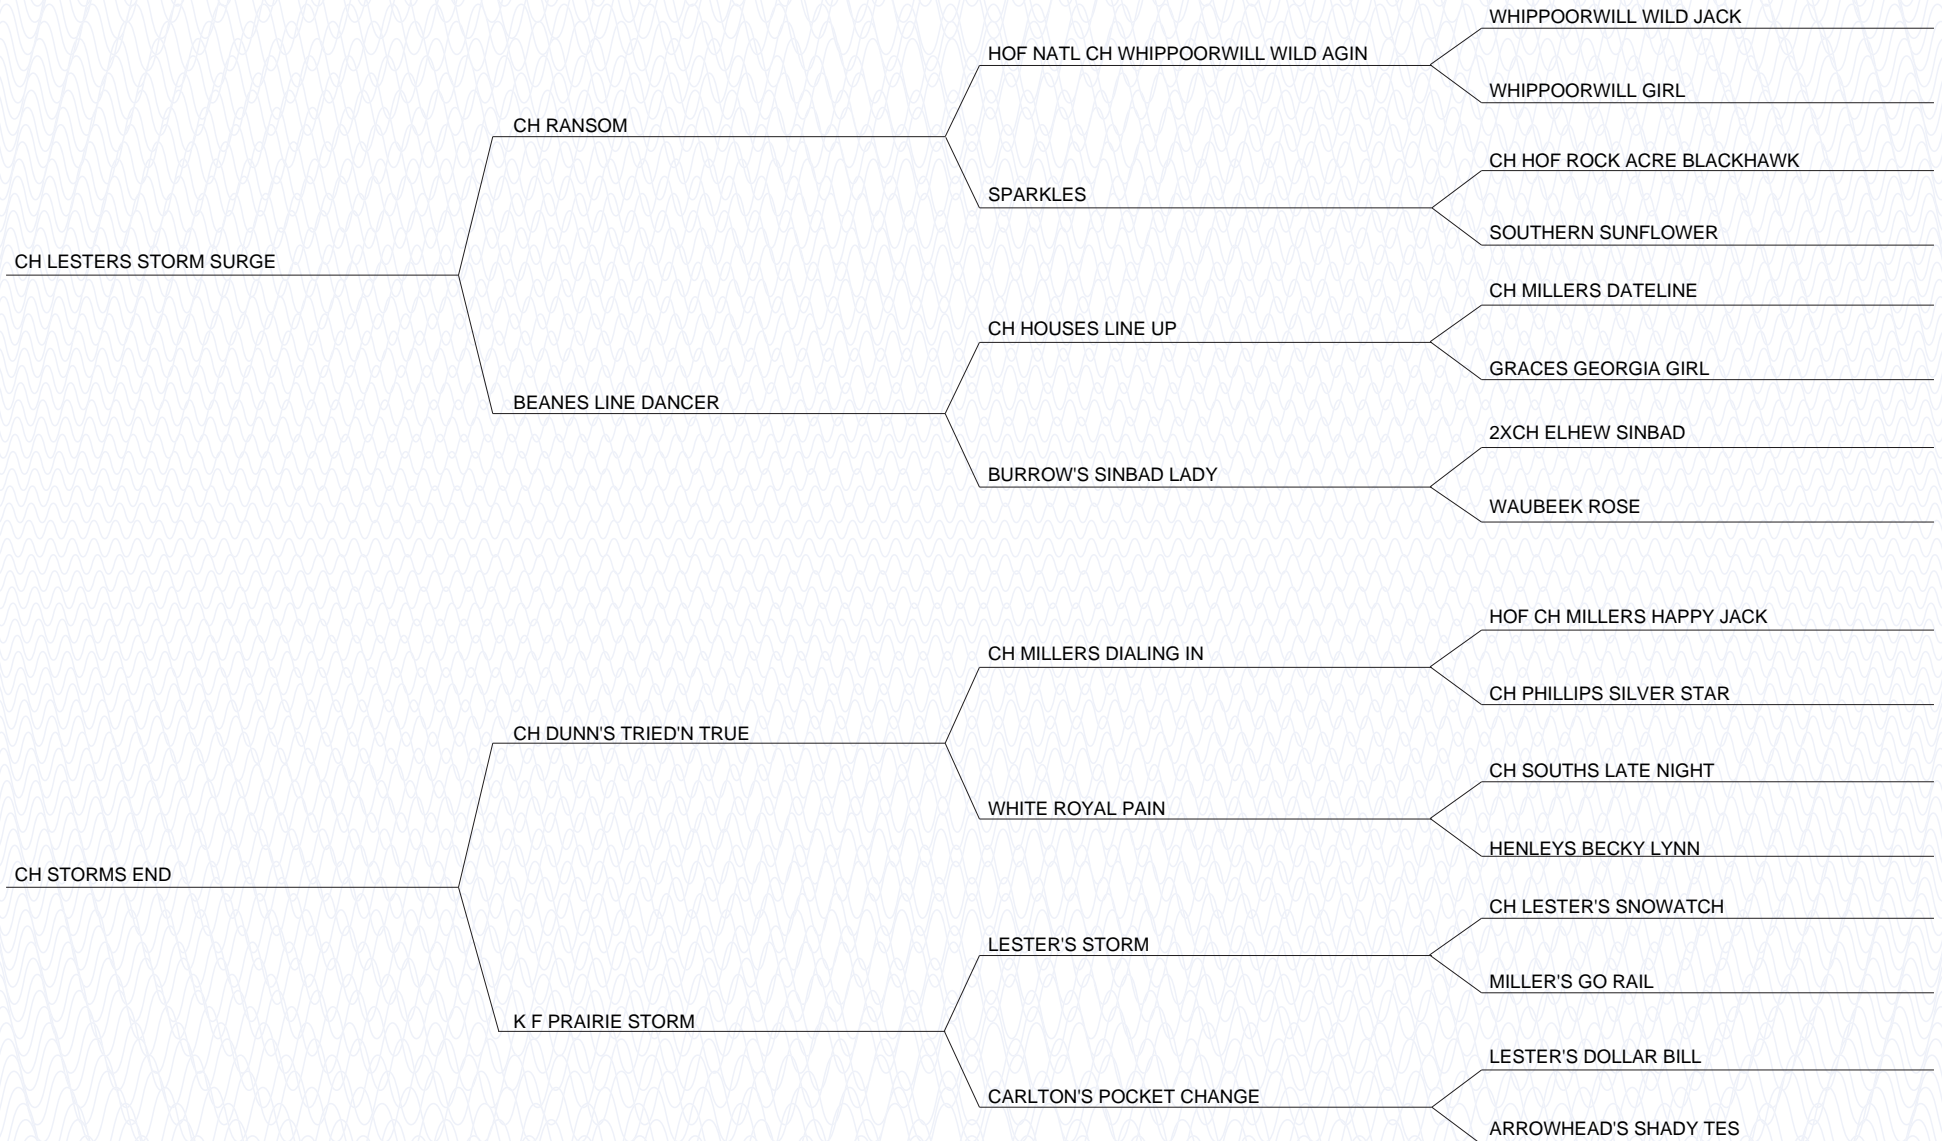 WHIPPOORWILL WILD JACK
HOF NATL CH WHIPPOORWILL WILD AGIN
WHIPPOORWILL GIRL
CH RANSOM
CH HOF ROCK ACRE BLACKHAWK
SPARKLES
SOUTHERN SUNFLOWER
CH LESTERS STORM SURGE
CH MILLERS DATELINE
CH HOUSES LINE UP
GRACES GEORGIA GIRL
BEANES LINE DANCER
2XCH ELHEW SINBAD
BURROW'S SINBAD LADY
WAUBEEK ROSE
HOF CH MILLERS HAPPY JACK
CH MILLERS DIALING IN
CH PHILLIPS SILVER STAR
CH DUNN'S TRIED'N TRUE
CH SOUTHS LATE NIGHT
WHITE ROYAL PAIN
HENLEYS BECKY LYNN
CH STORMS END
CH LESTER'S SNOWATCH
LESTER'S STORM
MILLER'S GO RAIL
K F PRAIRIE STORM
LESTER'S DOLLAR BILL
CARLTON'S POCKET CHANGE
ARROWHEAD'S SHADY TES